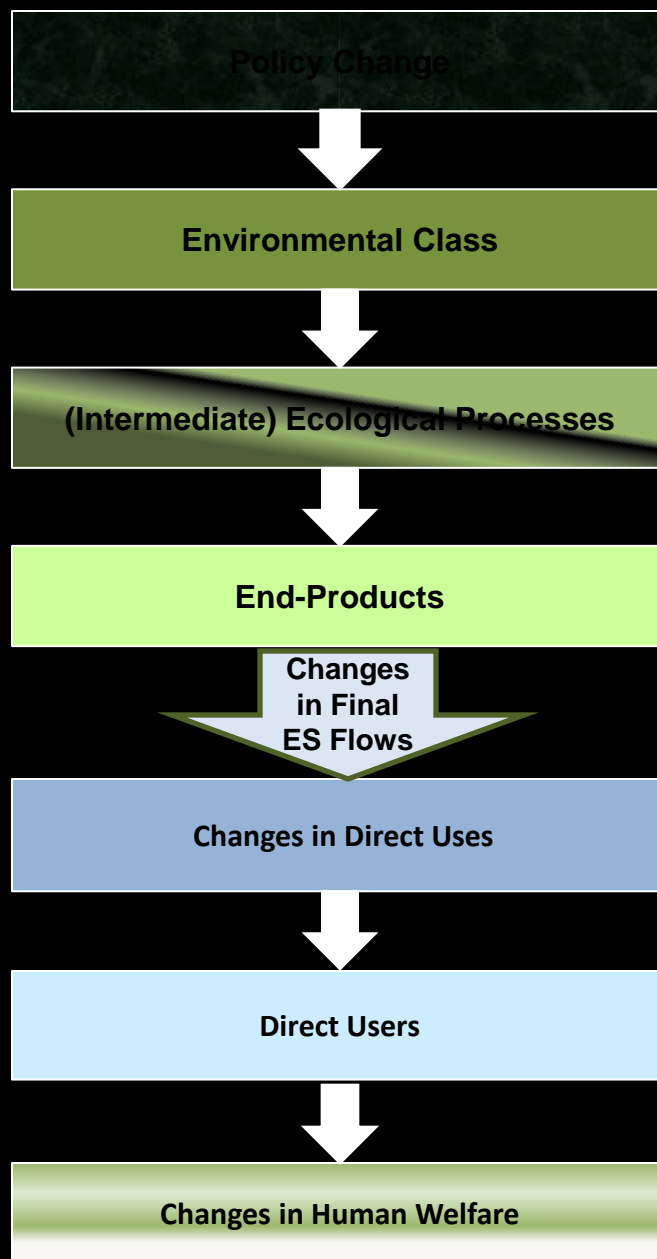 Policy Change
Environmental Class
(Intermediate) Ecological Processes
End-Products
Changes
in Final
ES Flows
Changes in Direct Uses
Direct Users
Changes in Human Welfare